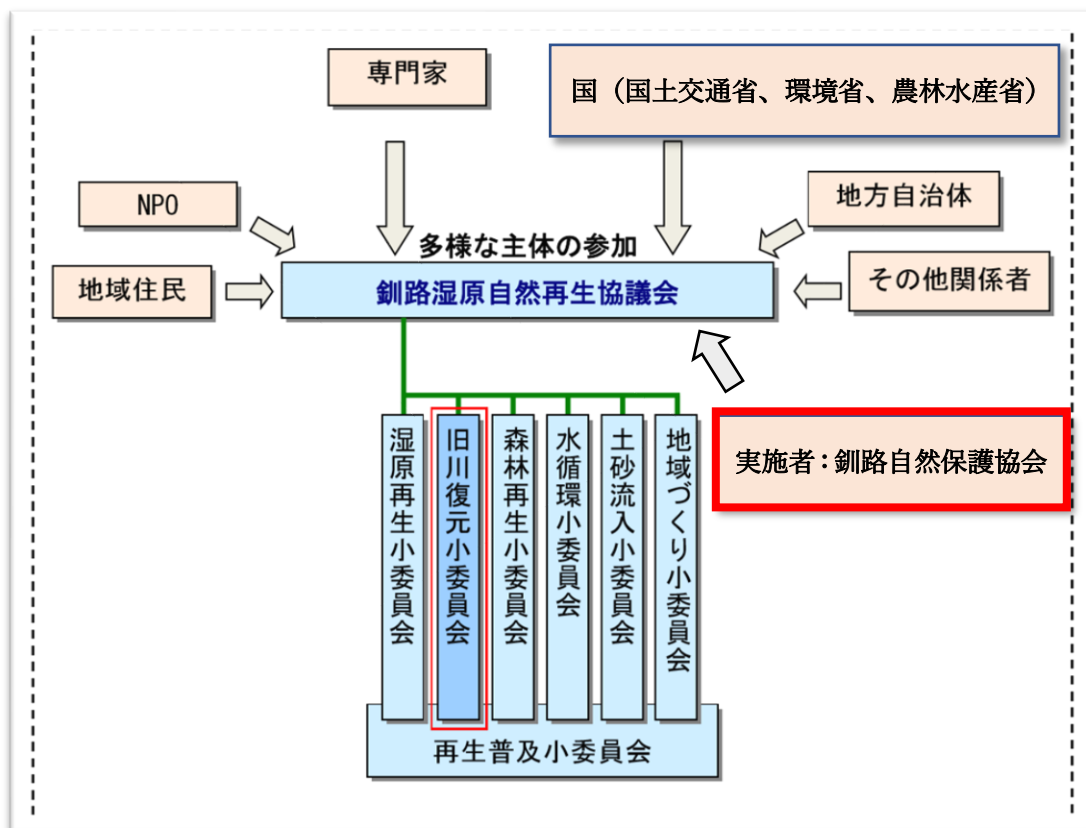 専門家
国（国土交通省、環境省、農林水産省）
NPO
地方自治体
多様な主体の参加
地域住民
釧路湿原自然再生協議会
その他関係者
実施者：釧路自然保護協会
湿原再生小委員会
旧川復元小委員会
森林再生小委員会
水循環小委員会
土砂流入小委員会
地域づくり小委員会
再生普及小委員会